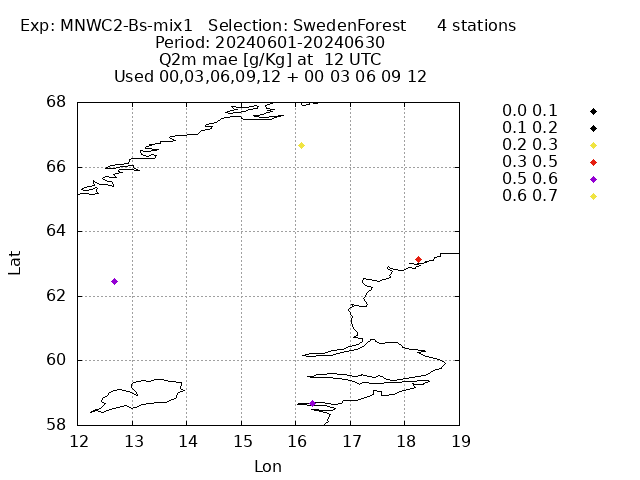 Exp: MNWC2-Bs-mix1   Selection: SwedenForest      4 stations
Period: 20240601-20240630
Q2m mae [g/Kg] at  12 UTC
Used 00,03,06,09,12 + 00 03 06 09 12
0.0 0.1
0.1 0.2
0.2 0.3
0.3 0.5
0.5 0.6
0.6 0.7
68
66
64
62
60
58
Lat
12 13 14 15 16 17 18 19
Lon